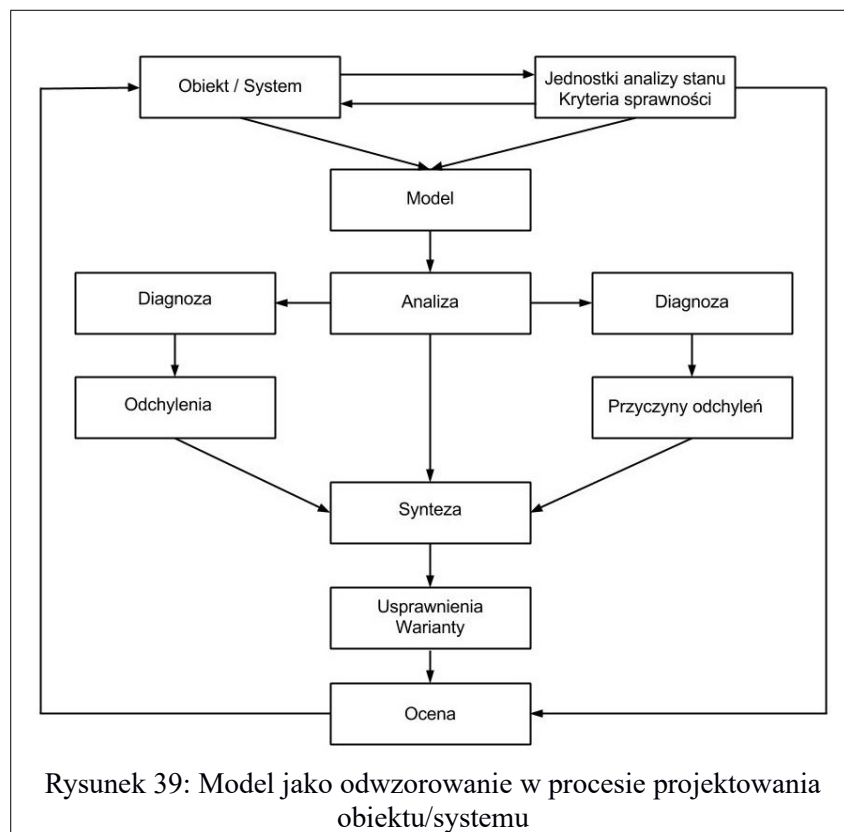 Obiekt / System
Jednostki analizy stanu
Kryteria sprawności
Model
Diagnoza
Analiza
Diagnoza
Odchylenia
Przyczyny odchyleń
Synteza
Usprawnienia
Warianty
Ocena
Rysunek 39: Model jako odwzorowanie w procesie projektowania
obiektu/systemu